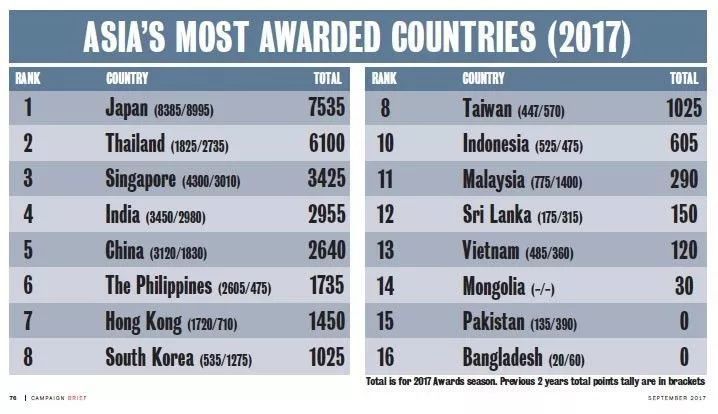 ASIA'S MOST AWARDED COUNTRIES (2017)
RANK COUNTRY TOTAL
1 Japan (8385/8995) 7535
2 Thailand (1825/2735) 6100
3 Singapore (4300/3010) 3425
4 India (3450/2980) 2955
5 China (3120/1830) 2640
6 The Philippines (2605/475) 1735
7 Hong Kong (1720/710) 1450
8 South Korea (535/1275) 1025
RANK COUNTRY TOTAL
8 Taiwan (447/570) 1025
10 Indonesia (525/475) 605
11 Malaysia (775/1400) 290
12 Sri Lanka (175/315) 150
13 Vietnam (485/360) 120
14 Mongolia (-/-) 30
15 Pakistan (135/390) 0
16 Bangladesh (20/60) 0
Total is for 2017 Awards season. Previous 2 years total points tally are in brackets
76 | CAMPAIGN BRIEF
SEPTEMBER 2017